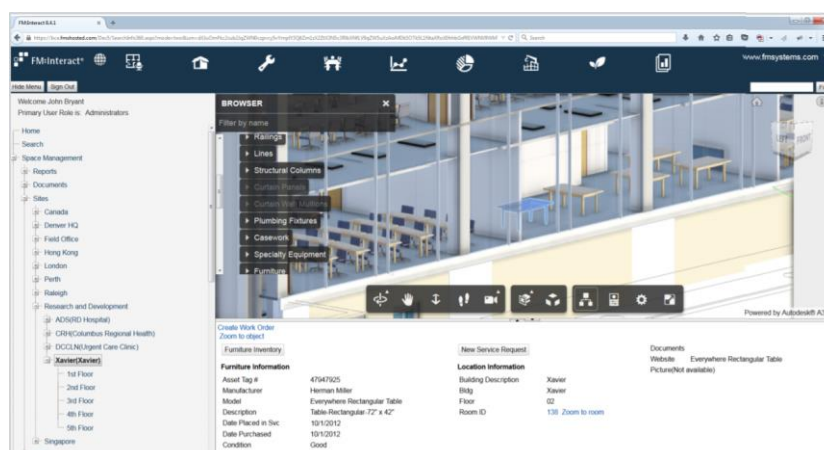 FM:Interact 8.4.3
Search
FM:Interact
www.fmsystems.com
Hide Menu
Sign Out
Welcome John Bryant
Primary User Role is: Administrators
Home
Search
Space Management
Reports
Documents
Sites
Canada
Denver HQ
Field Office
Hong Kong
London
Perth
Raleigh
Research and Development
ADS(RD Hospital)
CRH(Columbus Regional Health)
DCCLN(Urgent Care Clinic)
Xavier(Xavier)
1st Floor
2nd Floor
3rd Floor
4th Floor
5th Floor
Singapore
BROWSER
Filter by name
Railings
Lines
Structural Columns
Curtain Panels
Curtain Wall Mullions
Plumbing Fixtures
Casework
Specialty Equipment
Furniture
FRONT
Powered by Autodesk® A3
Create Work Order
Zoom to object
Furniture Inventory
Furniture Information
Asset Tag # 47947925
Manufacturer Herman Miller
Model Everywhere Rectangular Table
Description Table-Rectangular-72" x 42"
Date Placed in Svc 10/1/2012
Date Purchased 10/1/2012
Condition Good
New Service Request
Location Information
Building Description Xavier
Bldg Xavier
Floor 02
Room ID 138 Zoom to room
Documents
Website Everywhere Rectangular Table
Picture(Not available)